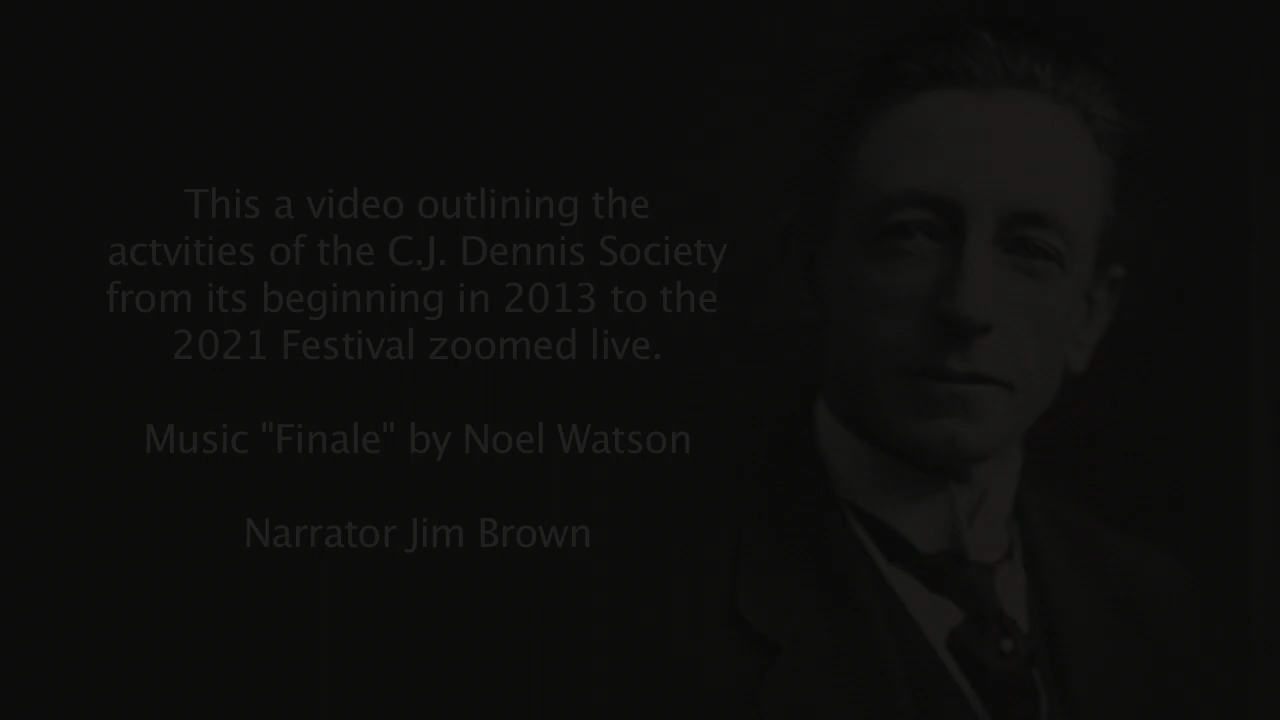 This a video outlining the
actvities of the C.J. Dennis Society
from its beginning in 2013 to the
2021 Festival zoomed live.
Music "Finale" by Noel Watson
Narrator Jim Brown